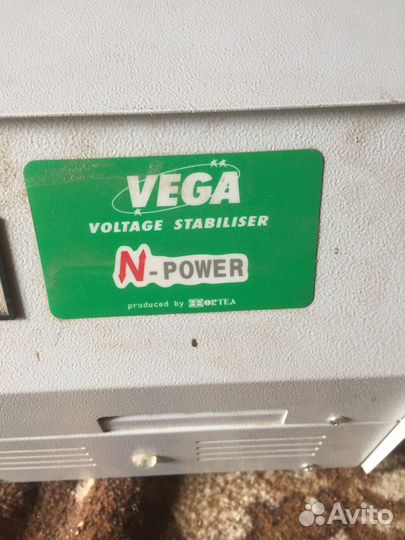 VEGA
VOLTAGE STABILISER
N-POWER
produced by ORTEA
Avito